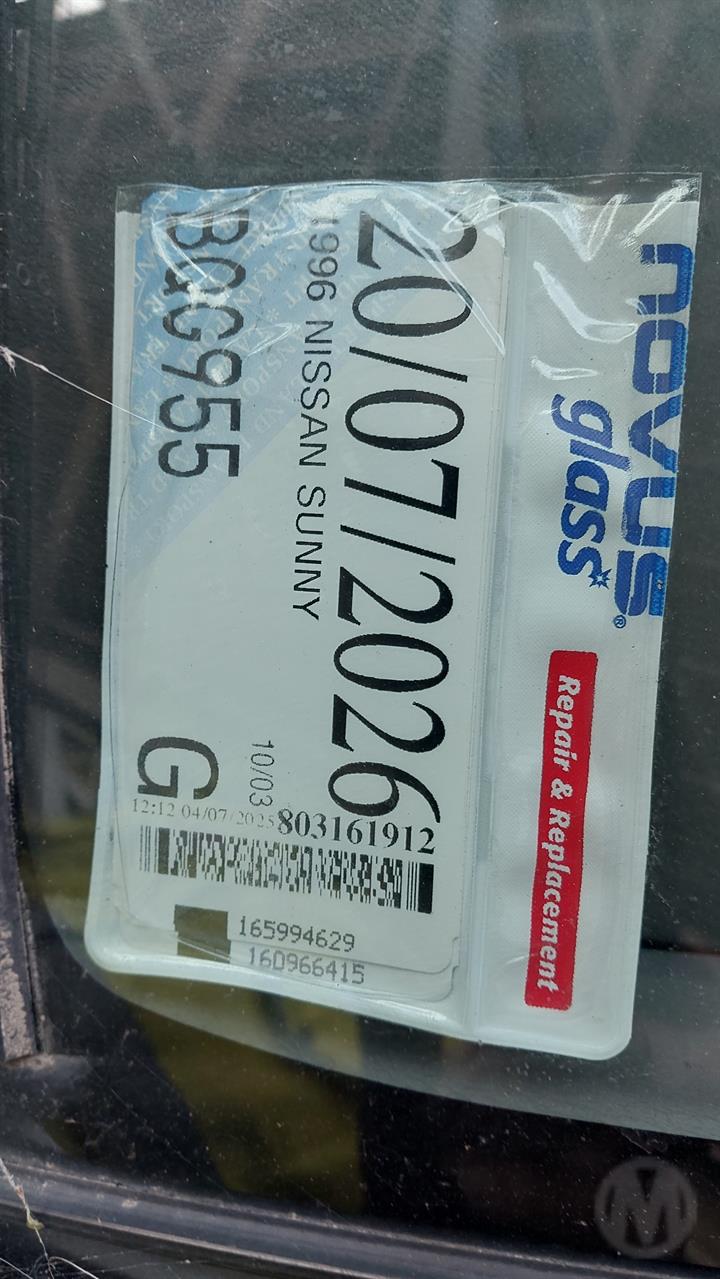 novus
glass
®
Repair & Replacement
20/07/2026
1996 NISSAN SUNNY
BQG955
10/03
G
12:12 04/07/2025
803161912
165994629
160966415
M